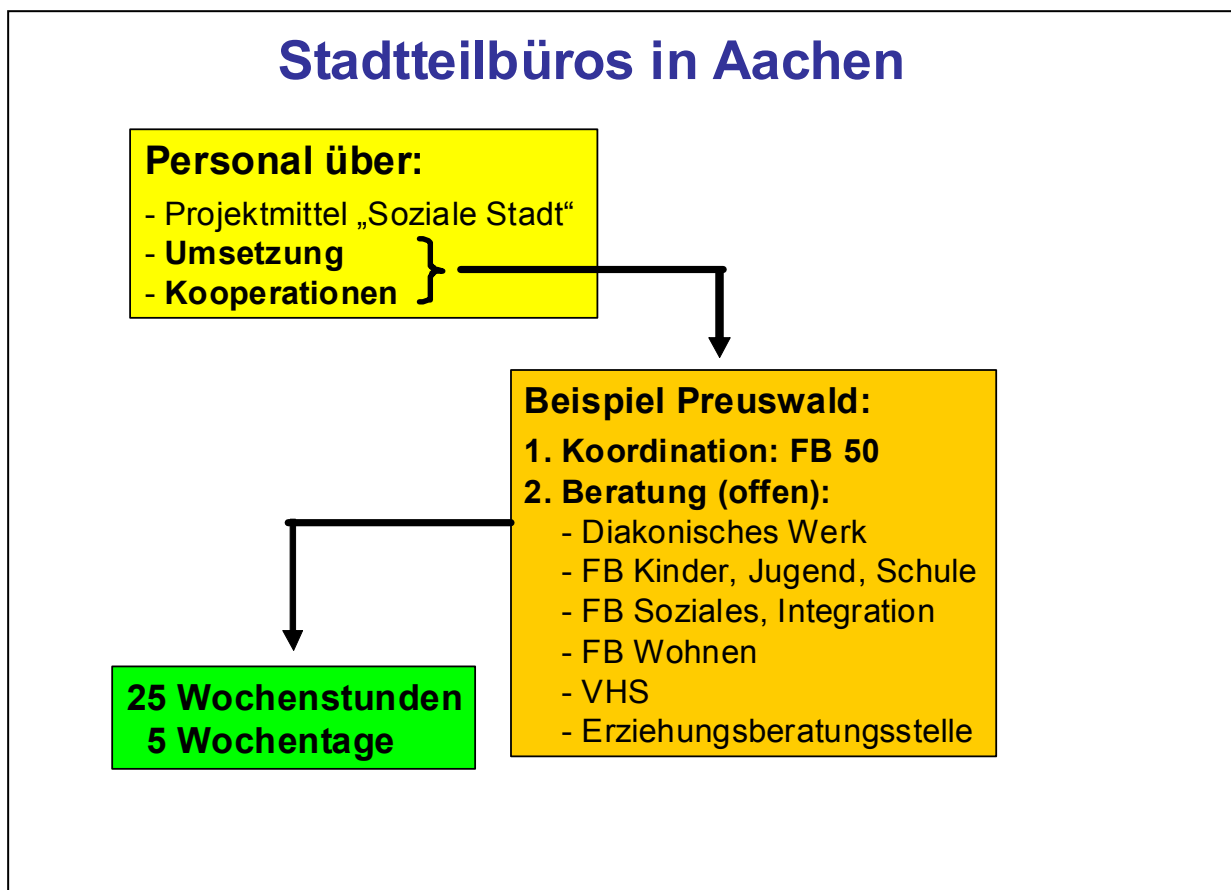 Stadtteilbüros in Aachen
Personal über:
- Projektmittel „Soziale Stadt“
- Umsetzung
- Kooperationen
Beispiel Preuswald:
1. Koordination: FB 50
2. Beratung (offen):
- Diakonisches Werk
- FB Kinder, Jugend, Schule
- FB Soziales, Integration
- FB Wohnen
- VHS
- Erziehungsberatungsstelle
25 Wochenstunden
5 Wochentage